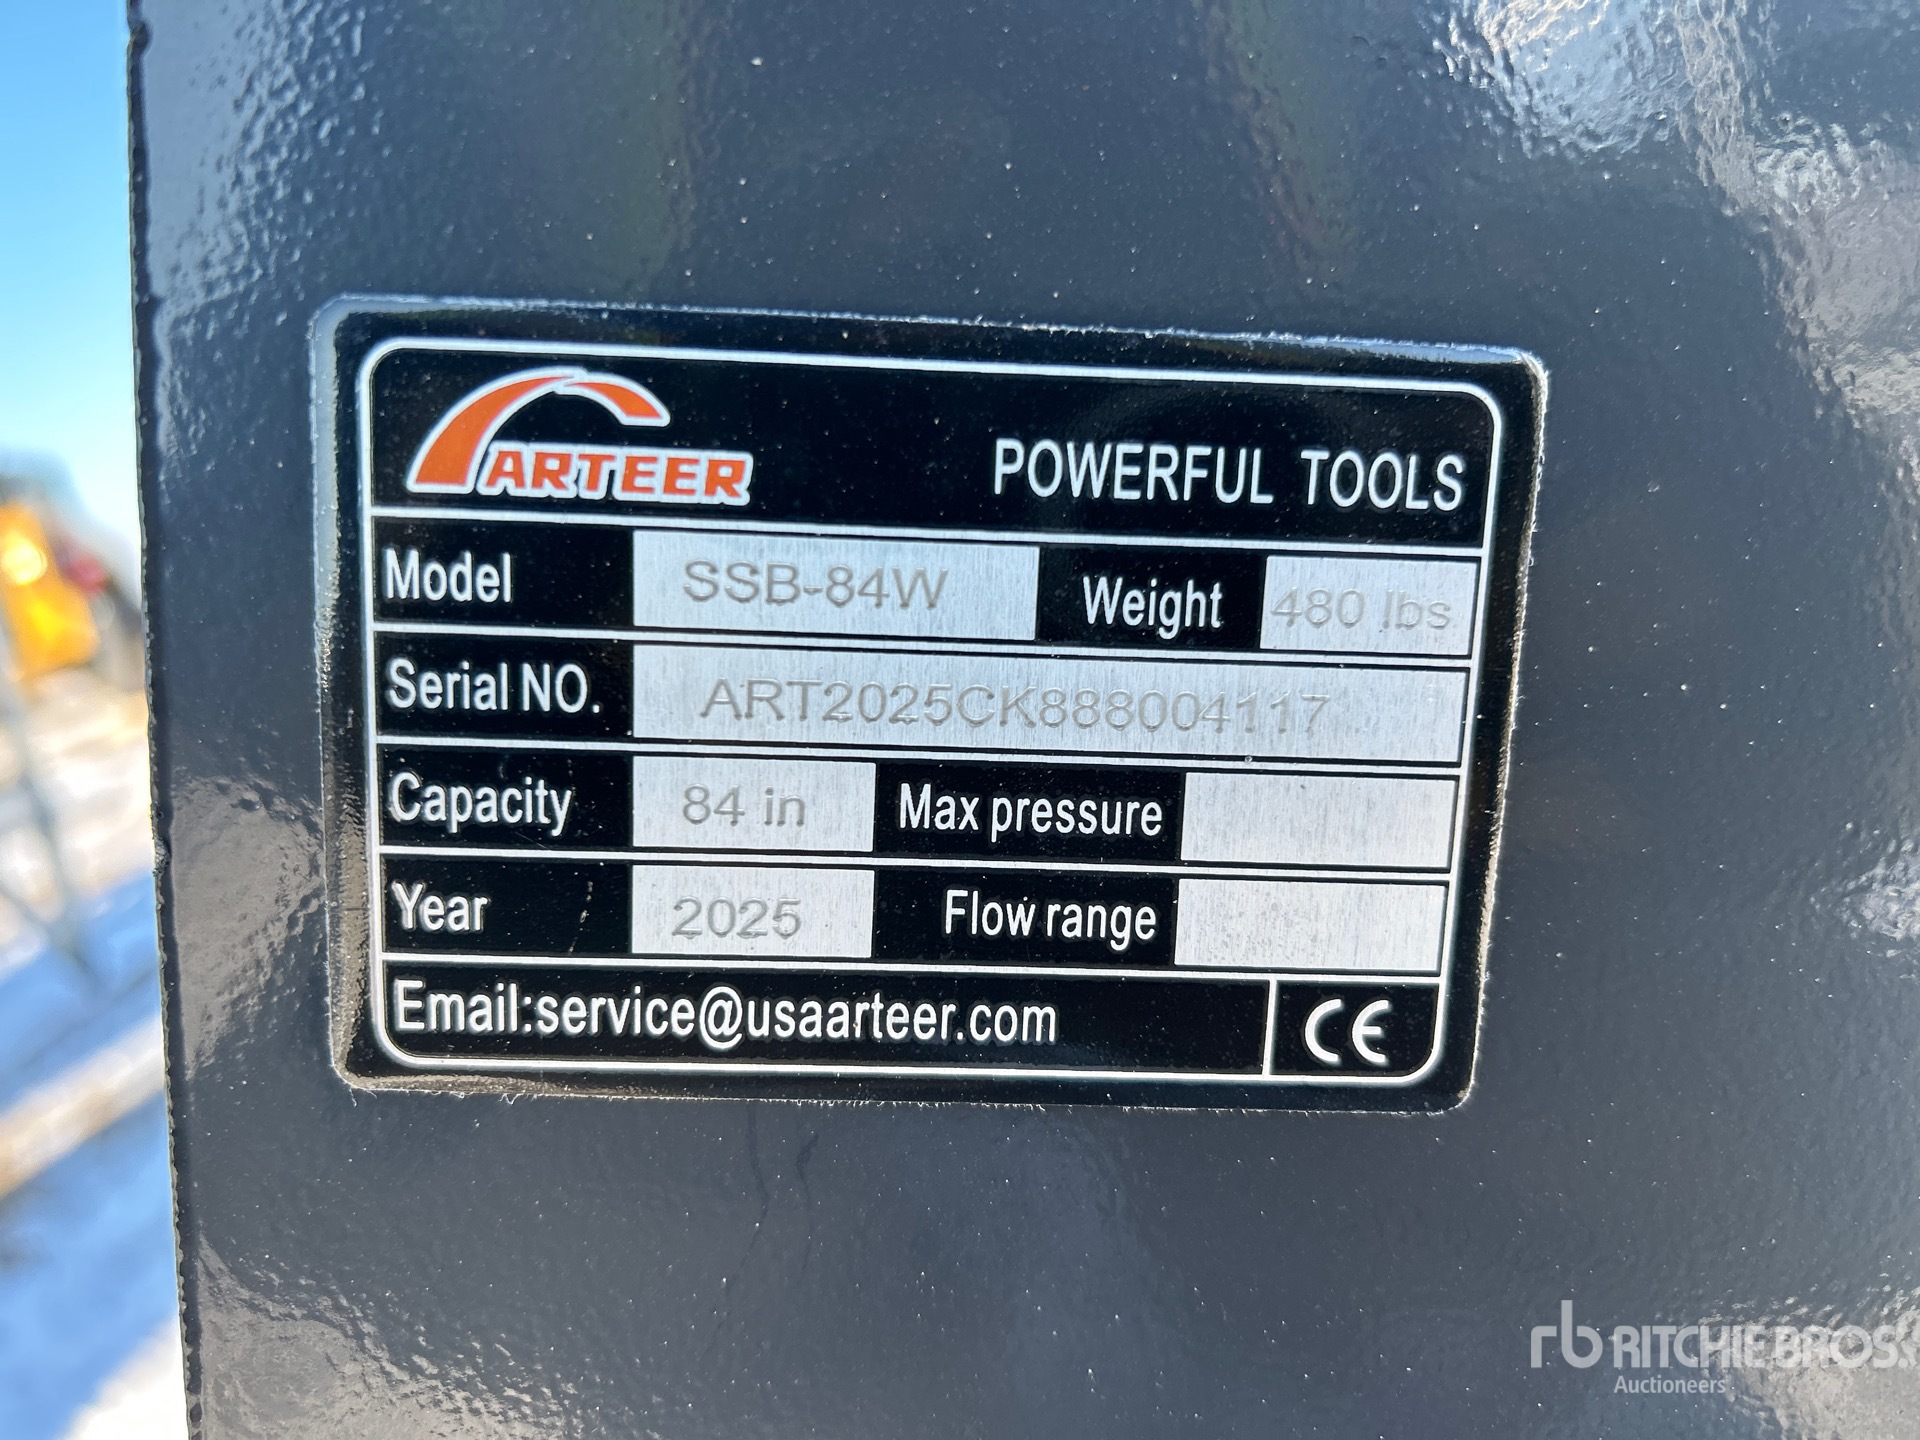 ARTEER POWERFUL TOOLS
Model SSB-84W Weight 480 lbs
Serial NO. ART2025CK888004117
Capacity 84 in Max pressure
Year 2025 Flow range
Email:service@usaarteer.com CE
rb RITCHIE BROS.
Auctioneers